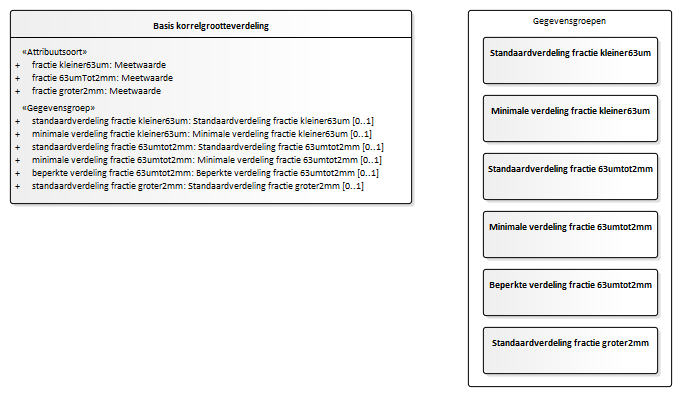 Basis korrelgrootteverdeling
«Attribuutsoort»
+ fractie kleiner63um: Meetwaarde
+ fractie 63umTot2mm: Meetwaarde
+ fractie groter2mm: Meetwaarde
«Gegevensgroep»
+ standaardverdeling fractie kleiner63um: Standaardverdeling fractie kleiner63um [0..1]
+ minimale verdeling fractie kleiner63um: Minimale verdeling fractie kleiner63um [0..1]
+ standaardverdeling fractie 63umtot2mm: Standaardverdeling fractie 63umtot2mm [0..1]
+ minimale verdeling fractie 63umtot2mm: Minimale verdeling fractie 63umtot2mm [0..1]
+ beperkte verdeling fractie 63umtot2mm: Beperkte verdeling fractie 63umtot2mm [0..1]
+ standaardverdeling fractie groter2mm: Standaardverdeling fractie groter2mm [0..1]
Gegevensgroepen
Standaardverdeling fractie kleiner63um
Minimale verdeling fractie kleiner63um
Standaardverdeling fractie 63umtot2mm
Minimale verdeling fractie 63umtot2mm
Beperkte verdeling fractie 63umtot2mm
Standaardverdeling fractie groter2mm